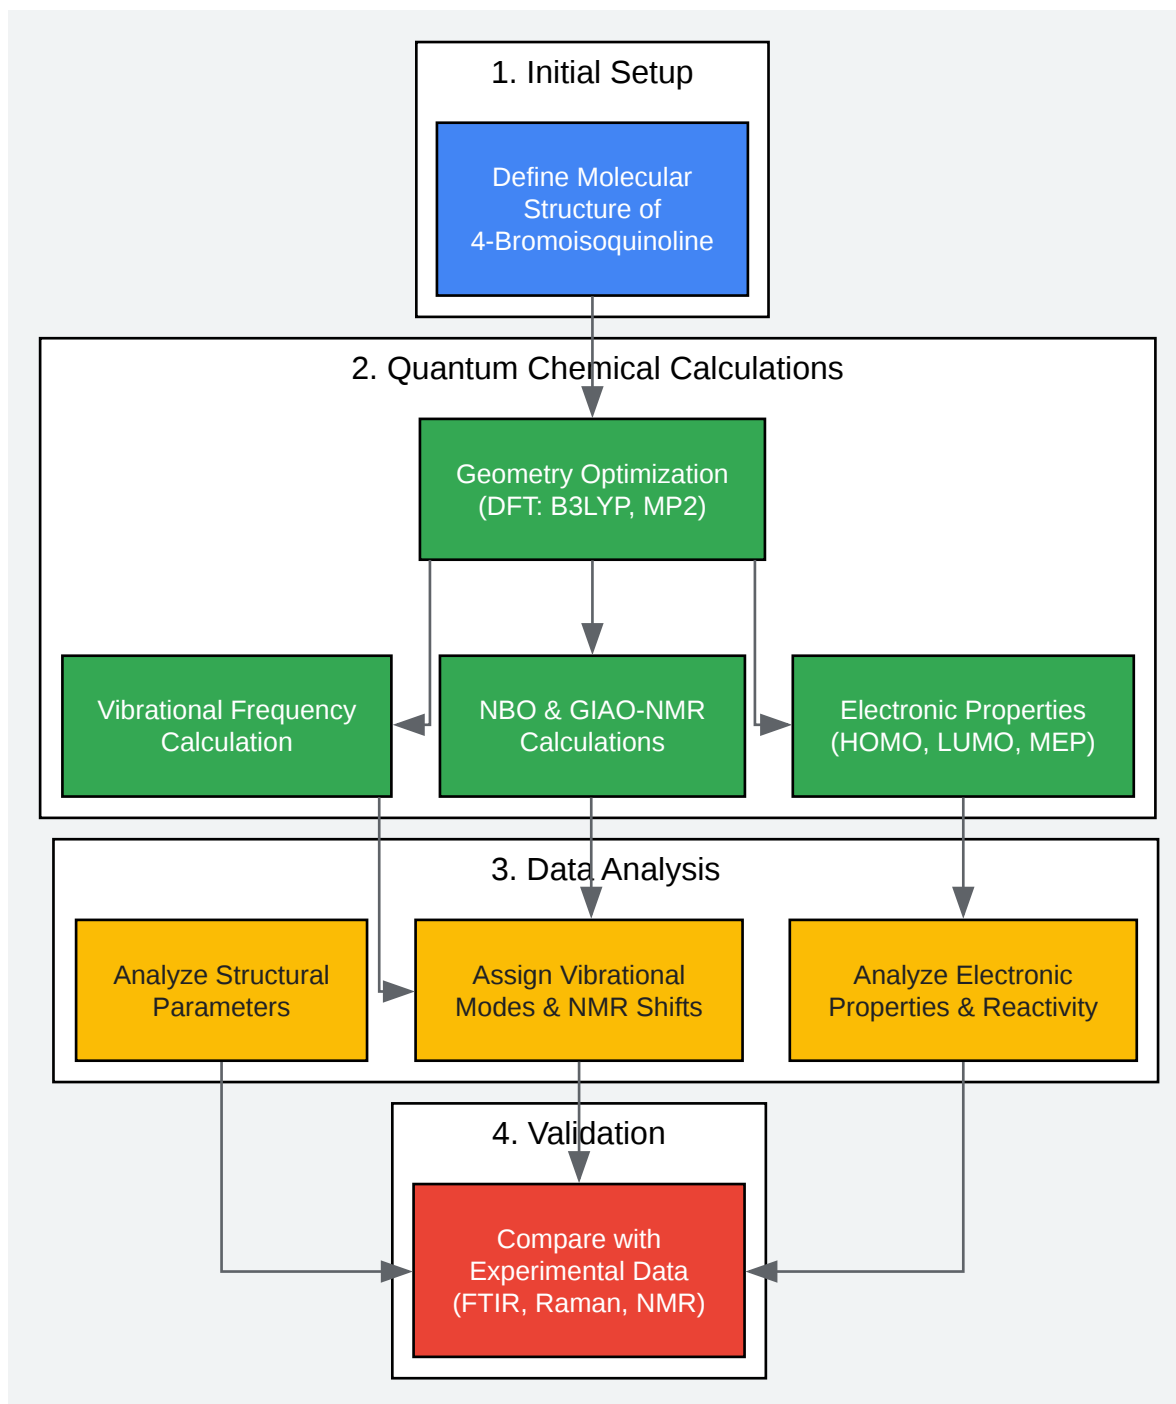 1. Initial Setup
Define Molecular
Structure of
4-Bromoisoquinoline
2. Quantum Chemical Calculations
Geometry Optimization
(DFT: B3LYP, MP2)
Vibrational Frequency
Calculation
NBO & GIAO-NMR
Calculations
Electronic Properties
(HOMO, LUMO, MEP)
3. Data Analysis
Analyze Structural
Parameters
Assign Vibrational
Modes & NMR Shifts
Analyze Electronic
Properties & Reactivity
4. Validation
Compare with
Experimental Data
(FTIR, Raman, NMR)